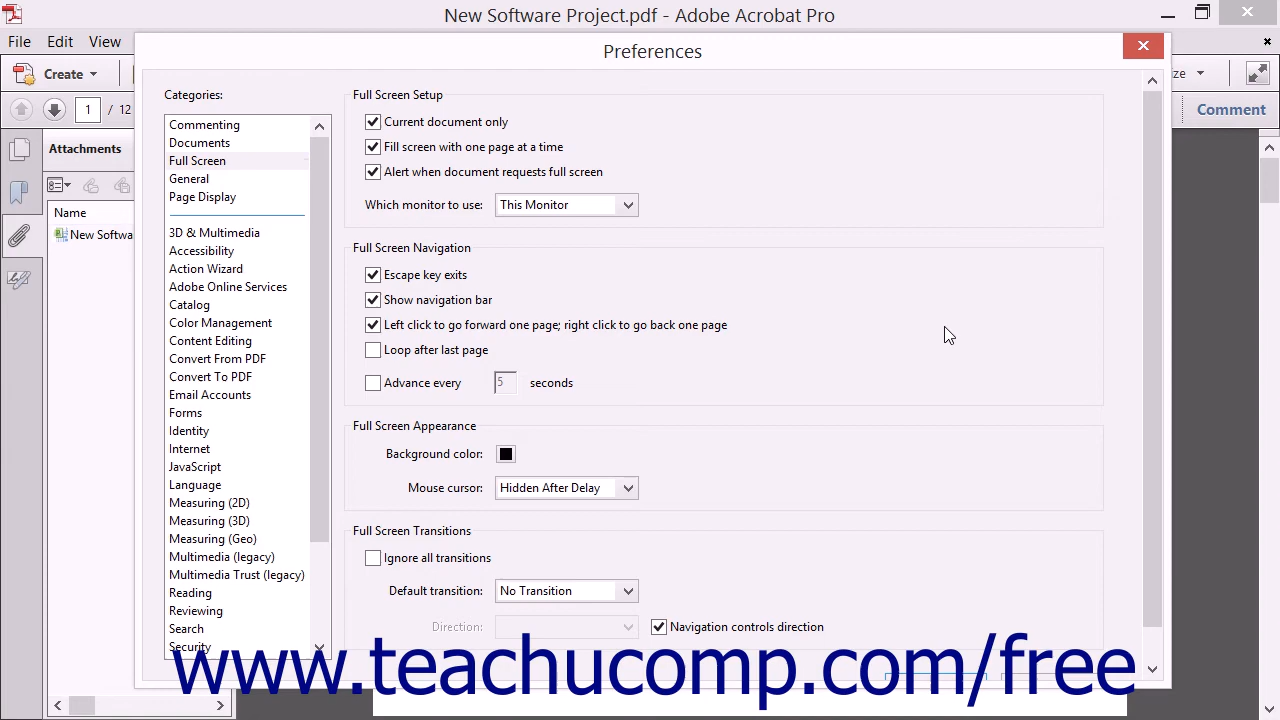 New Software Project.pdf - Adobe Acrobat Pro
File Edit View
Preferences
Create
ze
1 / 12
Comment
Attachments
Name
New Softwa
Categories:
Commenting
Documents
Full Screen
General
Page Display
3D & Multimedia
Accessibility
Action Wizard
Adobe Online Services
Catalog
Color Management
Content Editing
Convert From PDF
Convert To PDF
Email Accounts
Forms
Identity
Internet
JavaScript
Language
Measuring (2D)
Measuring (3D)
Measuring (Geo)
Multimedia (legacy)
Multimedia Trust (legacy)
Reading
Reviewing
Search
Security
Full Screen Setup
Current document only
Fill screen with one page at a time
Alert when document requests full screen
Which monitor to use: This Monitor
Full Screen Navigation
Escape key exits
Show navigation bar
Left click to go forward one page; right click to go back one page
Loop after last page
Advance every 5 seconds
Full Screen Appearance
Background color:
Mouse cursor: Hidden After Delay
Full Screen Transitions
Ignore all transitions
Default transition: No Transition
Direction: Navigation controls direction
www.teachucomp.com/free